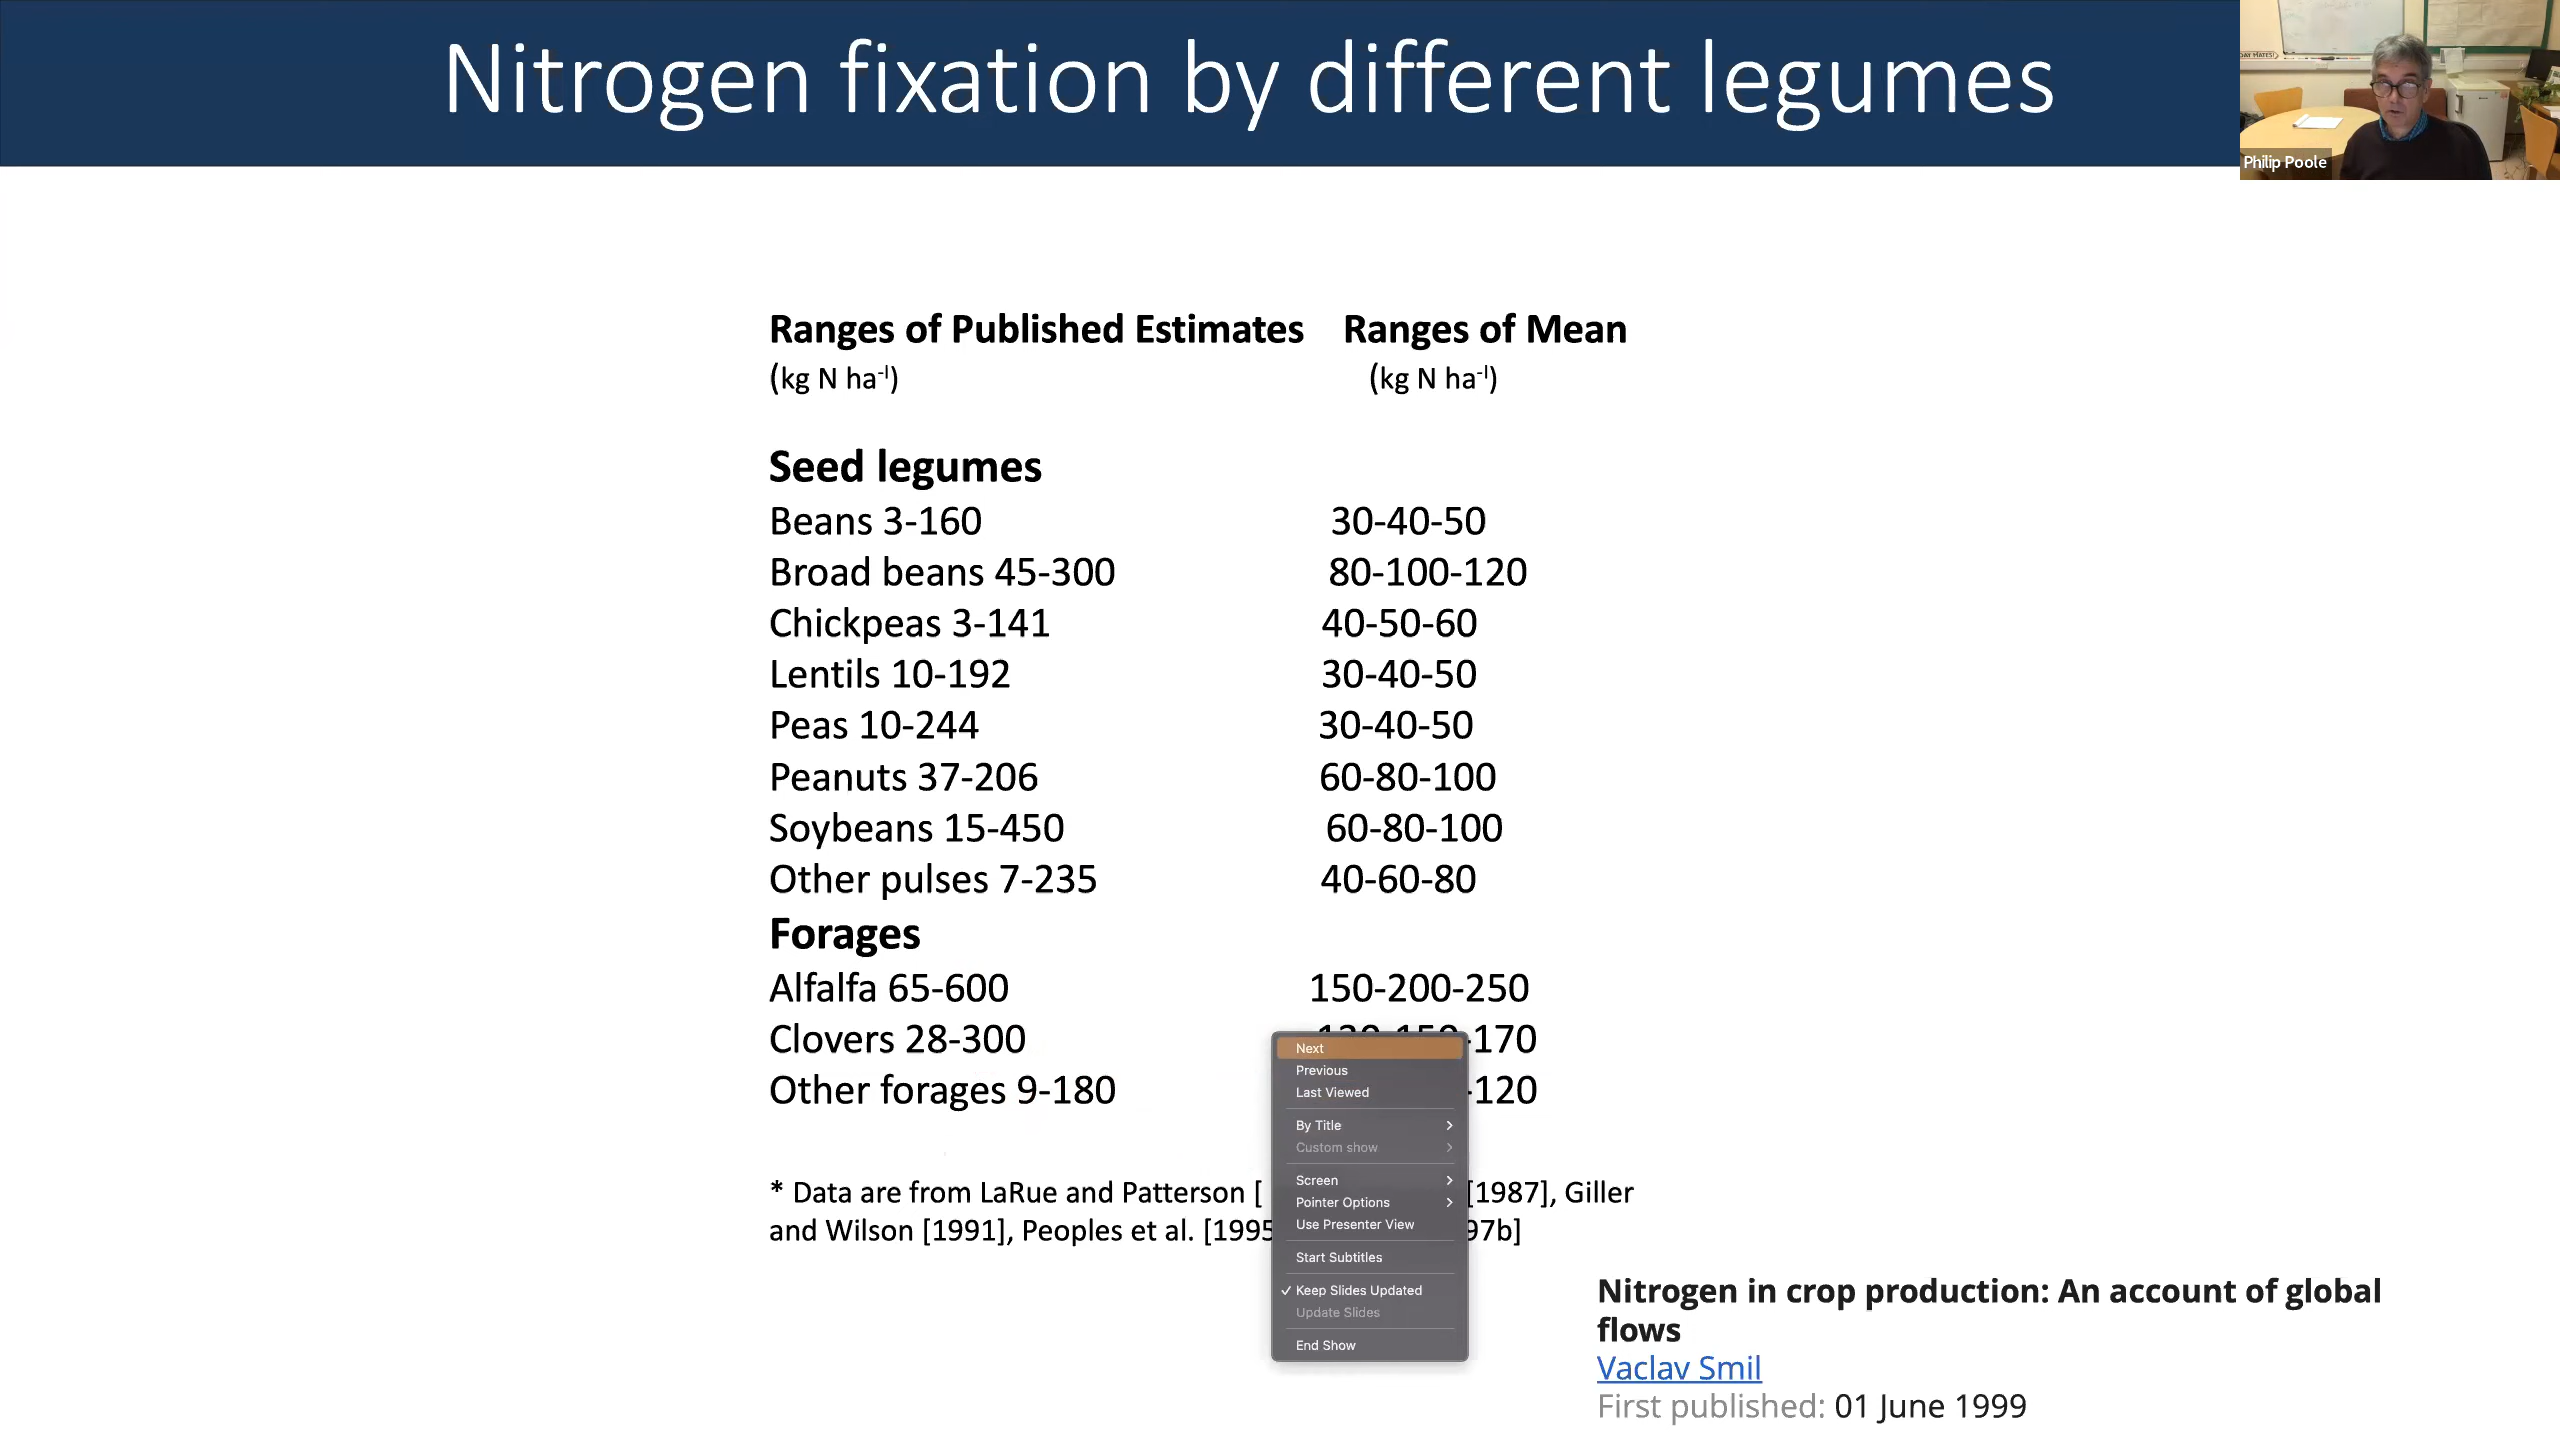 Nitrogen fixation by different legumes
Philip Poole
Ranges of Published Estimates Ranges of Mean
(kg N ha-l) (kg N ha-l)
Seed legumes
Beans 3-160 30-40-50
Broad beans 45-300 80-100-120
Chickpeas 3-141 40-50-60
Lentils 10-192 30-40-50
Peas 10-244 30-40-50
Peanuts 37-206 60-80-100
Soybeans 15-450 60-80-100
Other pulses 7-235 40-60-80
Forages
Alfalfa 65-600 150-200-250
Clovers 28-300 120-150-170
Other forages 9-180 -120
* Data are from LaRue and Patterson [ [1987], Giller
and Wilson [1991], Peoples et al. [1995 97b]
Next
Previous
Last Viewed
By Title
Custom show
Screen
Pointer Options
Use Presenter View
Start Subtitles
✓ Keep Slides Updated
Update Slides
End Show
Nitrogen in crop production: An account of global
flows
Vaclav Smil
First published: 01 June 1999